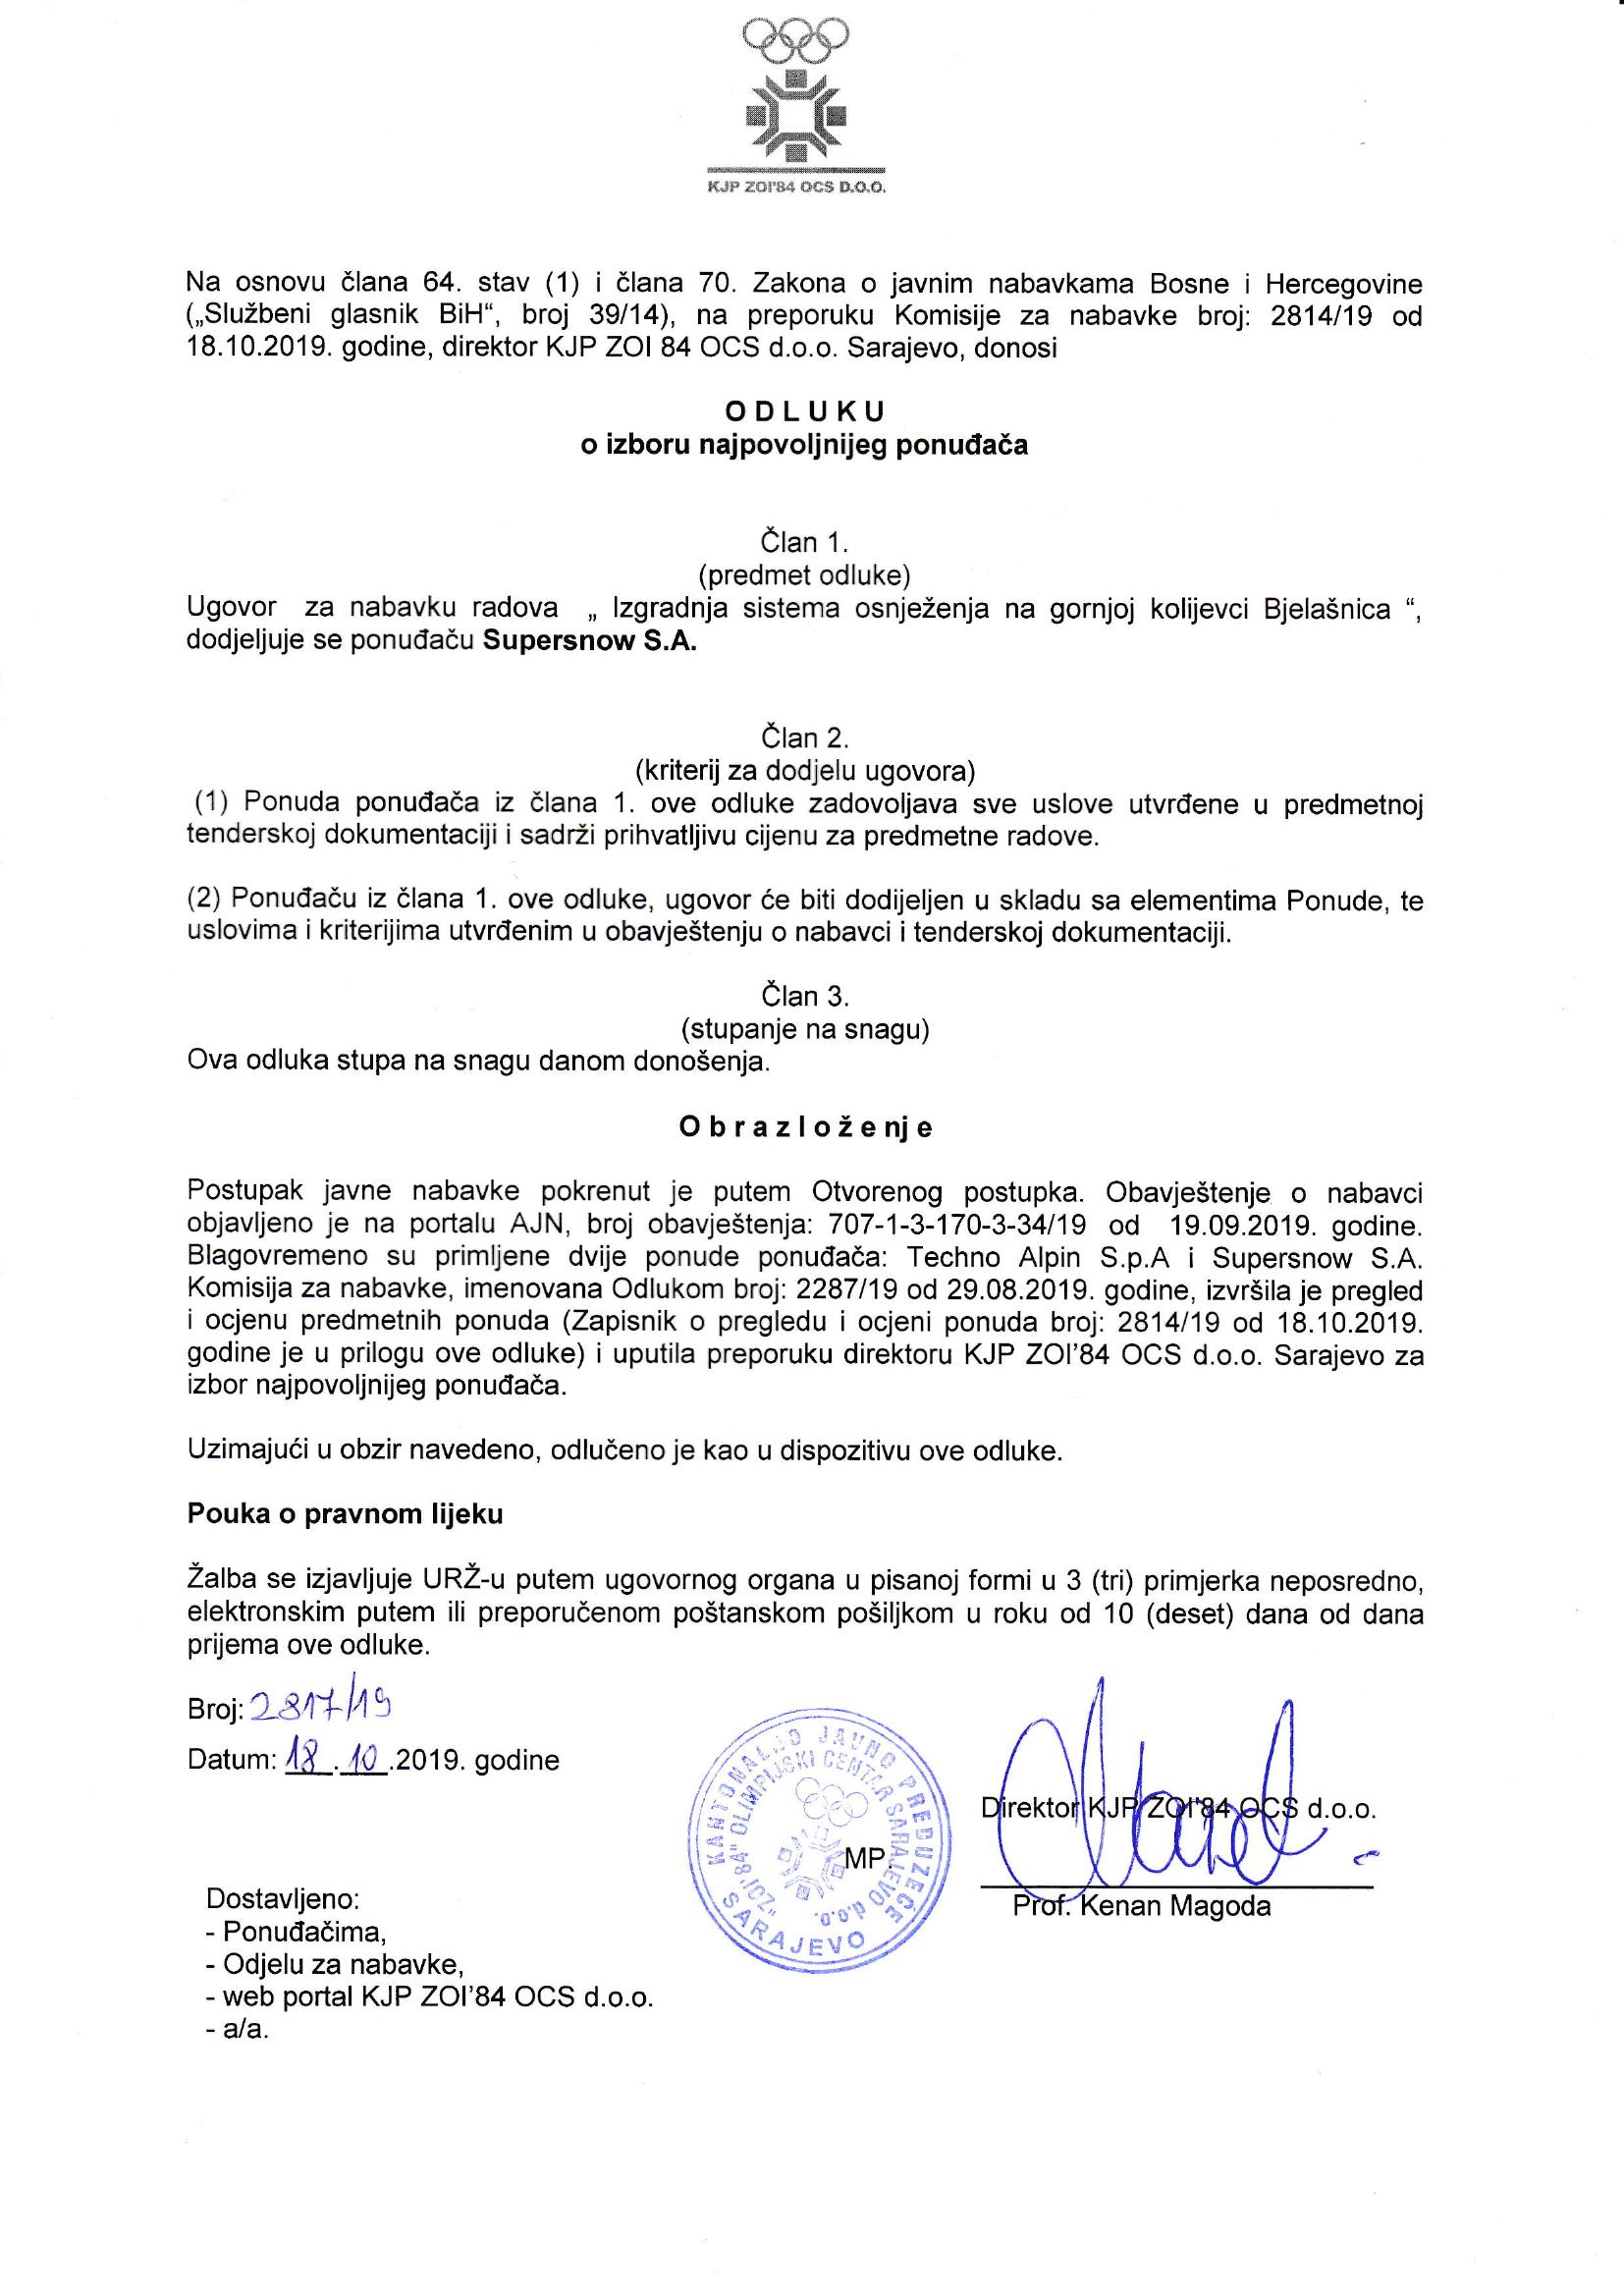 KJP ZOI'84 OCS D.O.O.
Na osnovu člana 64. stav (1) i člana 70. Zakona o javnim nabavkama Bosne i Hercegovine
(„Službeni glasnik BiH“, broj 39/14), na preporuku Komisije za nabavke broj: 2814/19 od
18.10.2019. godine, direktor KJP ZOI 84 OCS d.o.o. Sarajevo, donosi
O D L U K U
o izboru najpovoljnijeg ponuđača
Član 1.
(predmet odluke)
Ugovor za nabavku radova „ Izgradnja sistema osnježenja na gornjoj kolijevci Bjelašnica “,
dodjeljuje se ponuđaču Supersnow S.A.
Član 2.
(kriterij za dodjelu ugovora)
(1) Ponuda ponuđača iz člana 1. ove odluke zadovoljava sve uslove utvrđene u predmetnoj
tenderskoj dokumentaciji i sadrži prihvatljivu cijenu za predmetne radove.
(2) Ponuđaču iz člana 1. ove odluke, ugovor će biti dodijeljen u skladu sa elementima Ponude, te
uslovima i kriterijima utvrđenim u obavještenju o nabavci i tenderskoj dokumentaciji.
Član 3.
(stupanje na snagu)
Ova odluka stupa na snagu danom donošenja.
O b r a z l o ž e nj e
Postupak javne nabavke pokrenut je putem Otvorenog postupka. Obavještenje o nabavci
objavljeno je na portalu AJN, broj obavještenja: 707-1-3-170-3-34/19 od 19.09.2019. godine.
Blagovremeno su primljene dvije ponude ponuđača: Techno Alpin S.p.A i Supersnow S.A.
Komisija za nabavke, imenovana Odlukom broj: 2287/19 od 29.08.2019. godine, izvršila je pregled
i ocjenu predmetnih ponuda (Zapisnik o pregledu i ocjeni ponuda broj: 2814/19 od 18.10.2019.
godine je u prilogu ove odluke) i uputila preporuku direktoru KJP ZOI’84 OCS d.o.o. Sarajevo za
izbor najpovoljnijeg ponuđača.
Uzimajući u obzir navedeno, odlučeno je kao u dispozitivu ove odluke.
Pouka o pravnom lijeku
Žalba se izjavljuje URŽ-u putem ugovornog organa u pisanoj formi u 3 (tri) primjerka neposredno,
elektronskim putem ili preporučenom poštanskom pošiljkom u roku od 10 (deset) dana od dana
prijema ove odluke.
Broj: 2817/19
Datum: 18.10.2019. godine
KANTONALNO JAVNO PREDUZEĆE
"ZOI'84" OLIMPIJSKI CENTAR SARAJEVO d.o.o.
SARAJEVO
MP.
Direktor KJP ZOI’84 OCS d.o.o.
Prof. Kenan Magoda
Dostavljeno:
- Ponuđačima,
- Odjelu za nabavke,
- web portal KJP ZOI’84 OCS d.o.o.
- a/a.